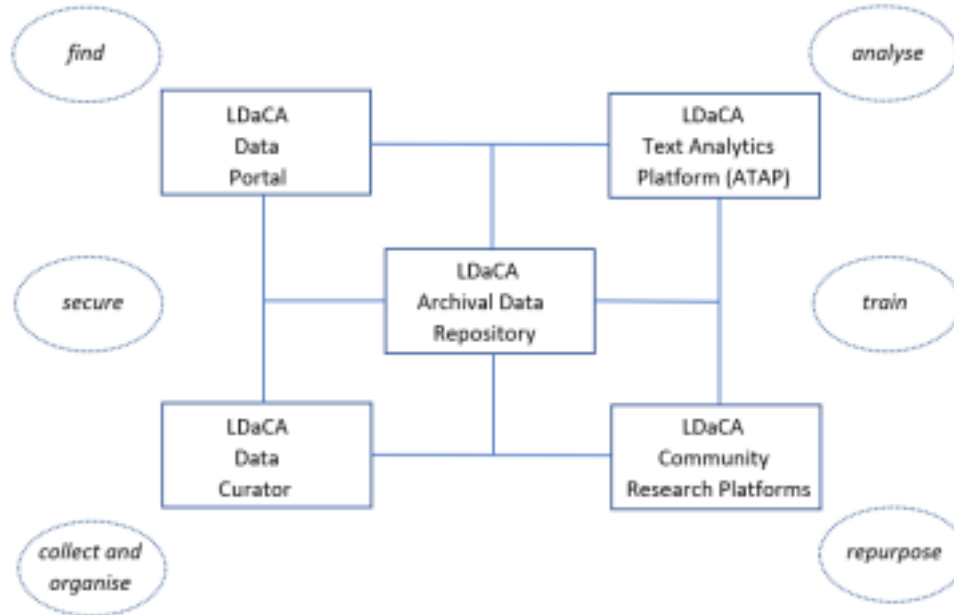 find
analyse
LDaCA
Data
Portal
LDaCA
Text Analytics
Platform (ATAP)
secure
LDaCA
Archival Data
Repository
train
LDaCA
Data
Curator
LDaCA
Community
Research Platforms
collect and
organise
repurpose